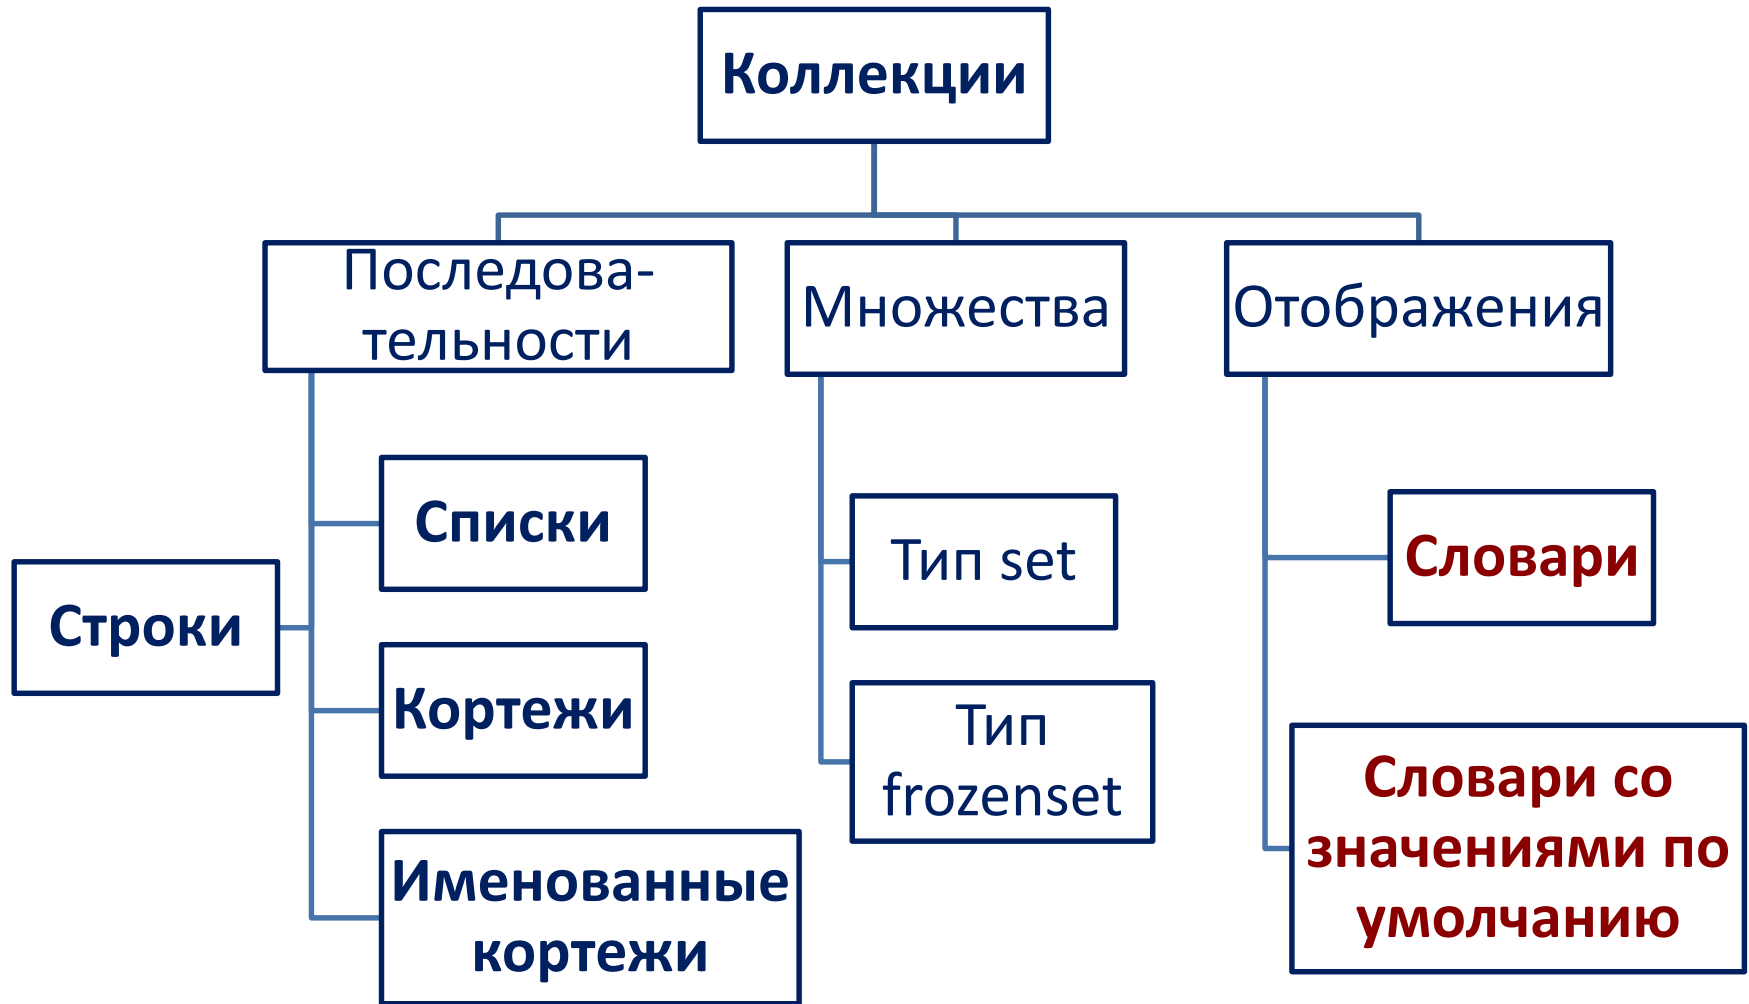 Коллекции
Последова-
тельности
Множества
Отображения
Списки
Строки
Кортежи
Именованные
кортежи
Тип set
Тип
frozenset
Словари
Словари со
значениями по
умолчанию